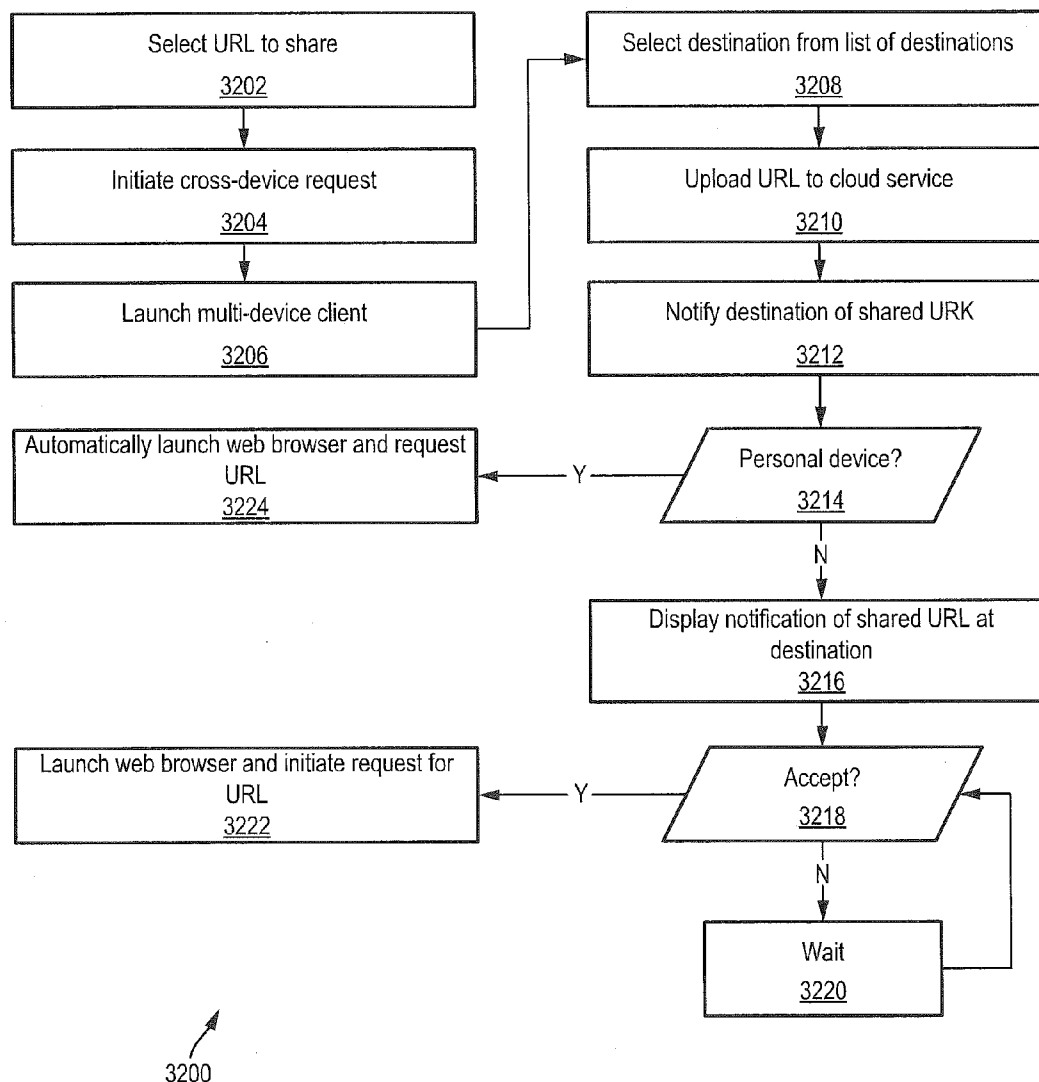 Select URL to share
3202
Initiate cross-device request
3204
Launch multi-device client
3206
Select destination from list of destinations
3208
Upload URL to cloud service
3210
Notify destination of shared URK
3212
Personal device?
3214
Y
Automatically launch web browser and request
URL
3224
N
Display notification of shared URL at
destination
3216
Accept?
3218
Y
Launch web browser and initiate request for
URL
3222
N
Wait
3220
3200